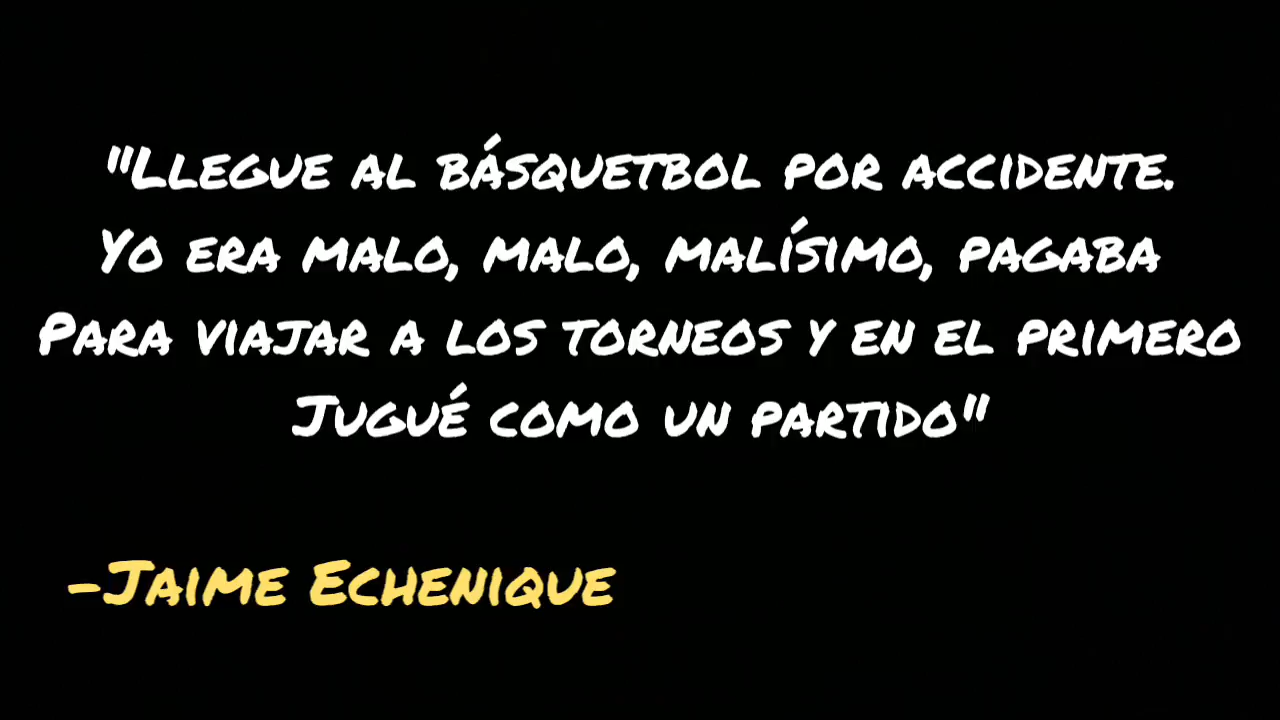 "Llegue al básquetbol por accidente.
Yo era malo, malo, malísimo, pagaba
Para viajar a los torneos y en el primero
Jugué como un partido"
-Jaime Echenique